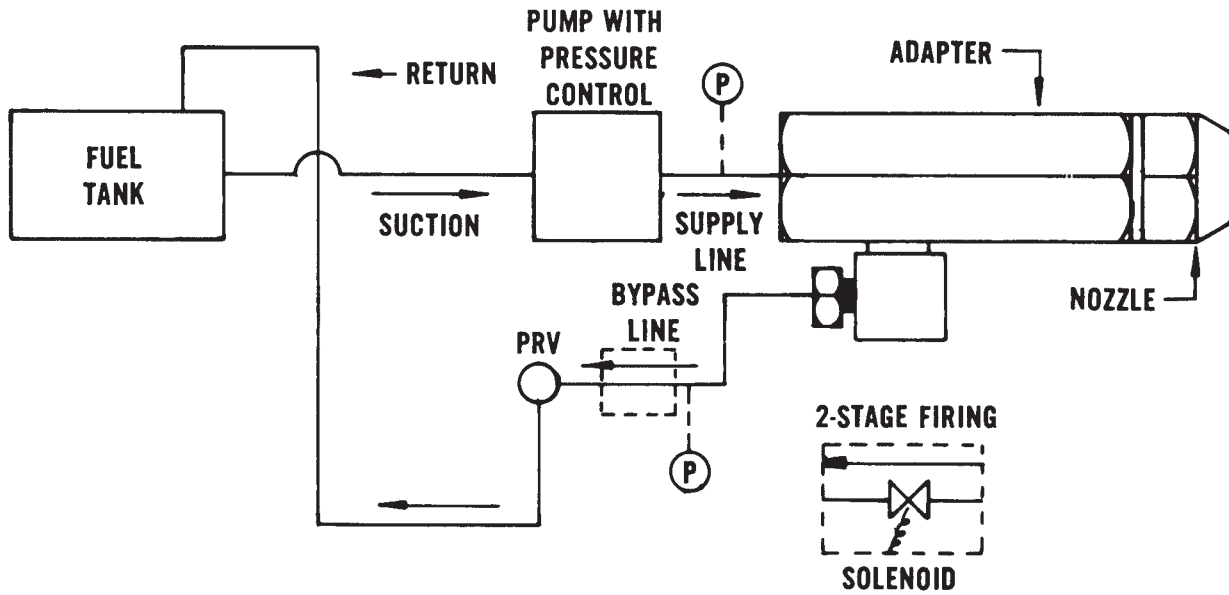 PUMP WITH
PRESSURE
CONTROL
← RETURN
ADAPTER
P
FUEL
TANK
SUCTION
SUPPLY
LINE
NOZZLE
BYPASS
LINE
PRV
P
2-STAGE FIRING
SOLENOID